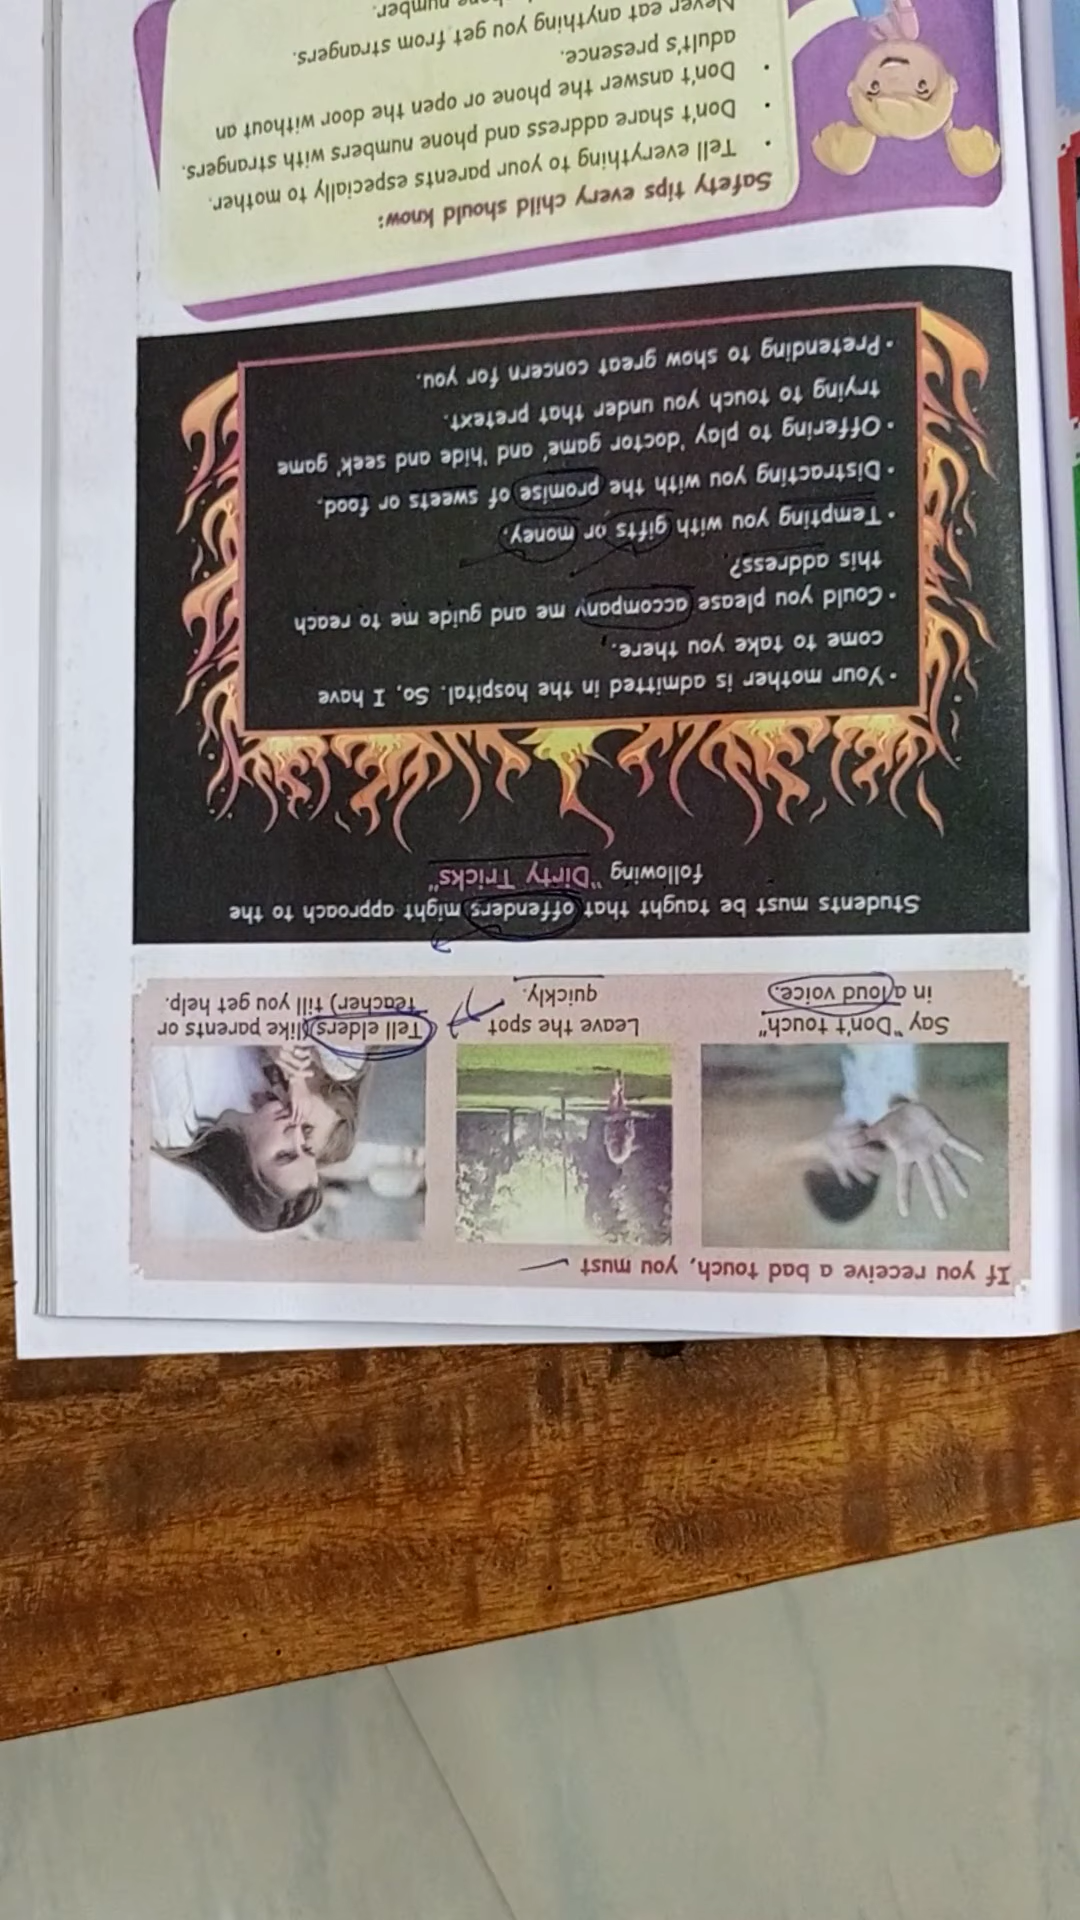 If you receive a bad touch, you must
Say "Don't touch"
in a loud voice.
Leave the spot
quickly.
Tell elders (like parents or
teacher) till you get help.
Students must be taught that offenders might approach to the
following "Dirty Tricks"
• Your mother is admitted in the hospital. So, I have
come to take you there.
• Could you please accompany me and guide me to reach
this address?
• Tempting you with gifts or money.
• Distracting you with the promise of sweets or food.
• Offering to play 'doctor game' and 'hide and seek' game
trying to touch you under that pretext.
• Pretending to show great concern for you.
Safety tips every child should know:
• Tell everything to your parents especially to mother.
• Don't share address and phone numbers with strangers.
• Don't answer the phone or open the door without an
adult's presence.
Never eat anything you get from strangers.
number.